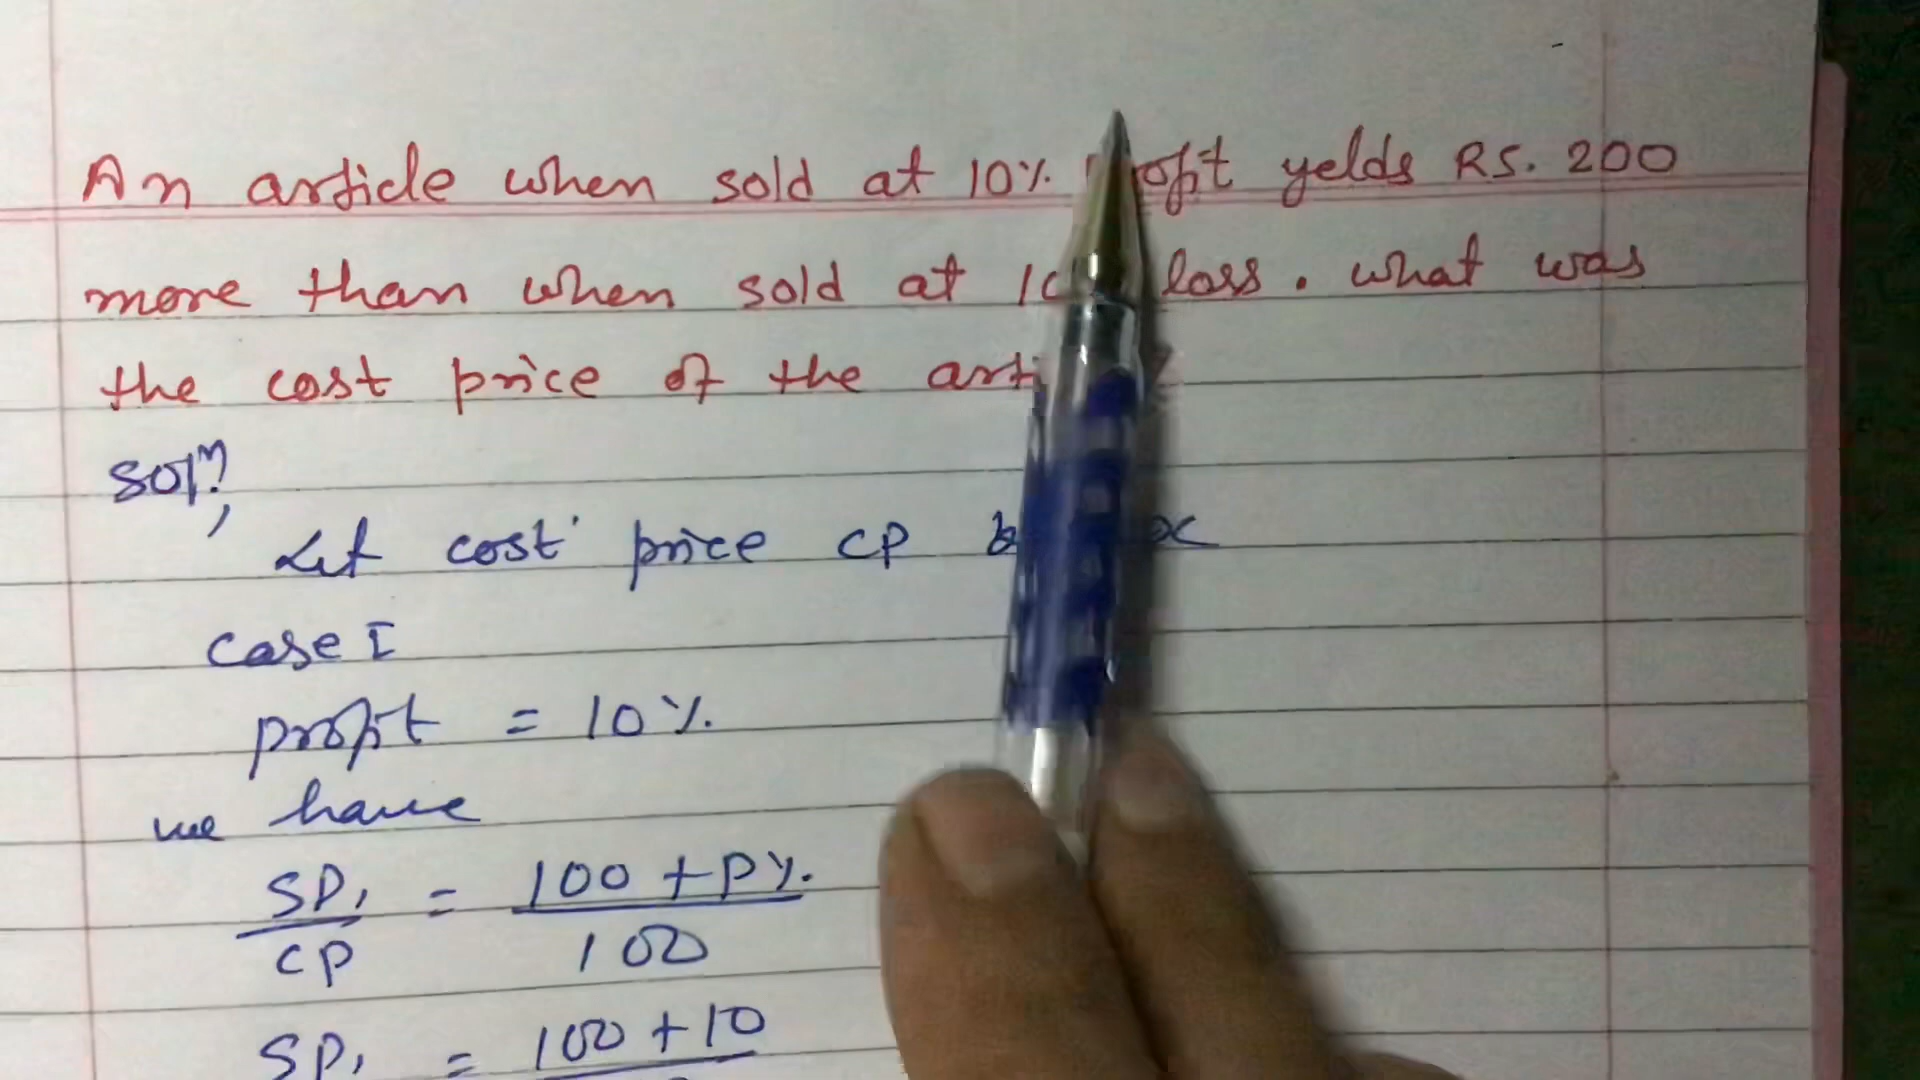 An article when sold at 10% profit yelds RS. 200
more than when sold at loss. what was
the cost price of the
Sol^n,
Let cost price CP x
case I
profit = 10%.
we have
SP1 = 100 + P%.
CP 100
SP1 = 100 + 10